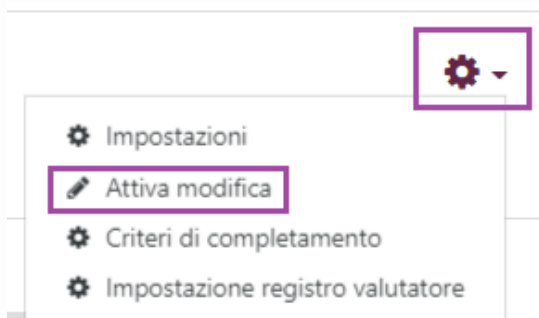 Impostazioni
Attiva modifica
Criteri di completamento
Impostazione registro valutatore